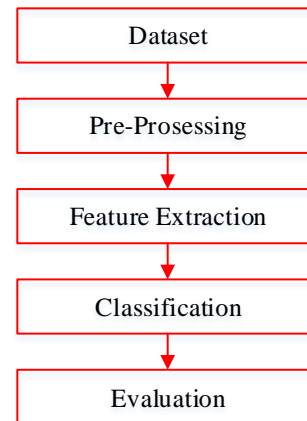 Dataset
Pre-Prosessing
Feature Extraction
Classification
Evaluation